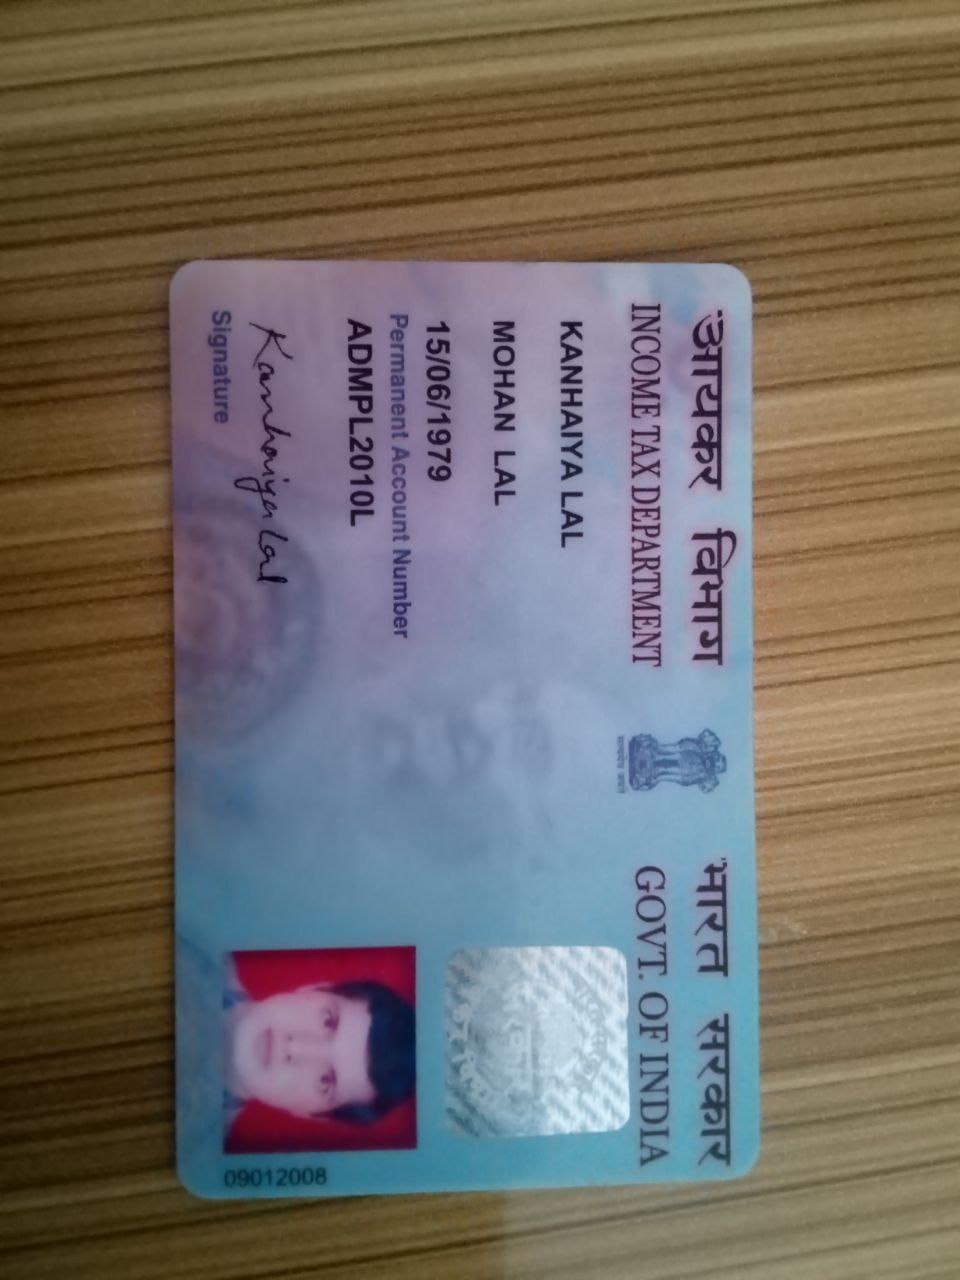 आयकर विभाग
INCOME TAX DEPARTMENT
भारत सरकार
GOVT. OF INDIA
सत्यमेव जयते
KANHAIYA LAL
MOHAN LAL
15/06/1979
Permanent Account Number
ADMPL2010L
Kanhaiya Lal
Signature
09012008